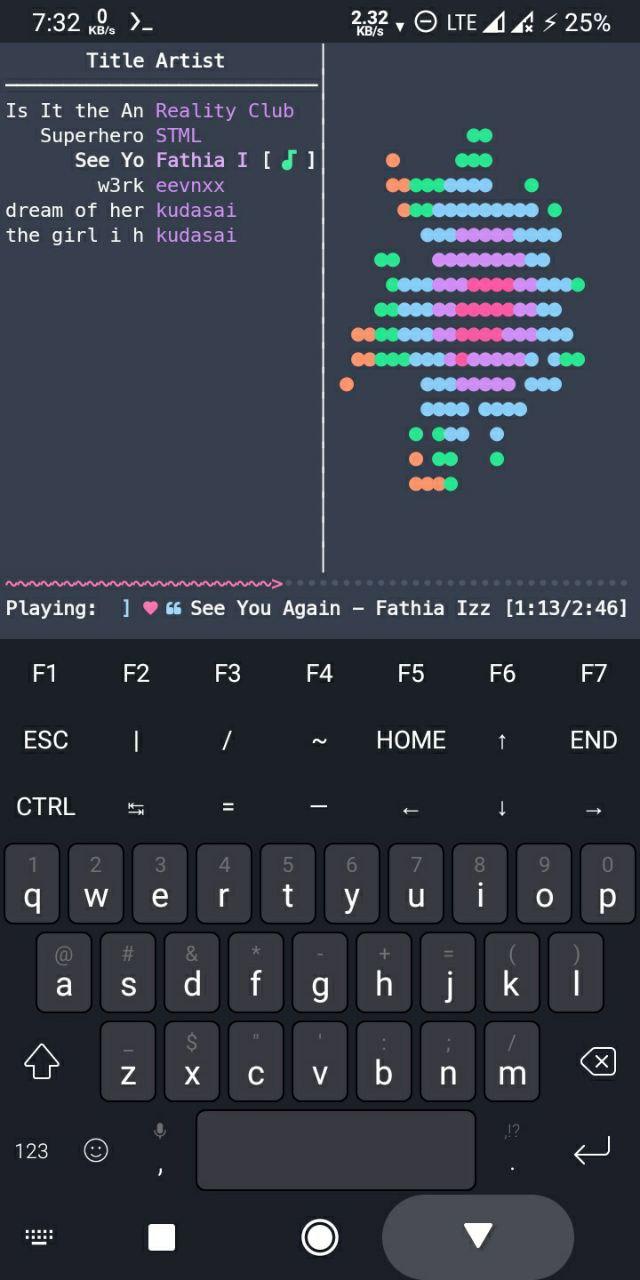 7:32 0 KB/s 2.32 KB/s LTE 25%
Title Artist
Is It the An Reality Club
Superhero STML
See Yo Fathia I [ ]
w3rk eevnxx
dream of her kudasai
the girl i h kudasai
Playing: ] ❝ See You Again – Fathia Izz [1:13/2:46]
F1 F2 F3 F4 F5 F6 F7
ESC | / ~ HOME ↑ END
CTRL ↹ = — ← ↓ →
1 2 3 4 5 6 7 8 9 0
q w e r t y u i o p
@ # & * - + = ( )
a s d f g h j k l
_ $ " ' : ; /
z x c v b n m
123 , ,!? .